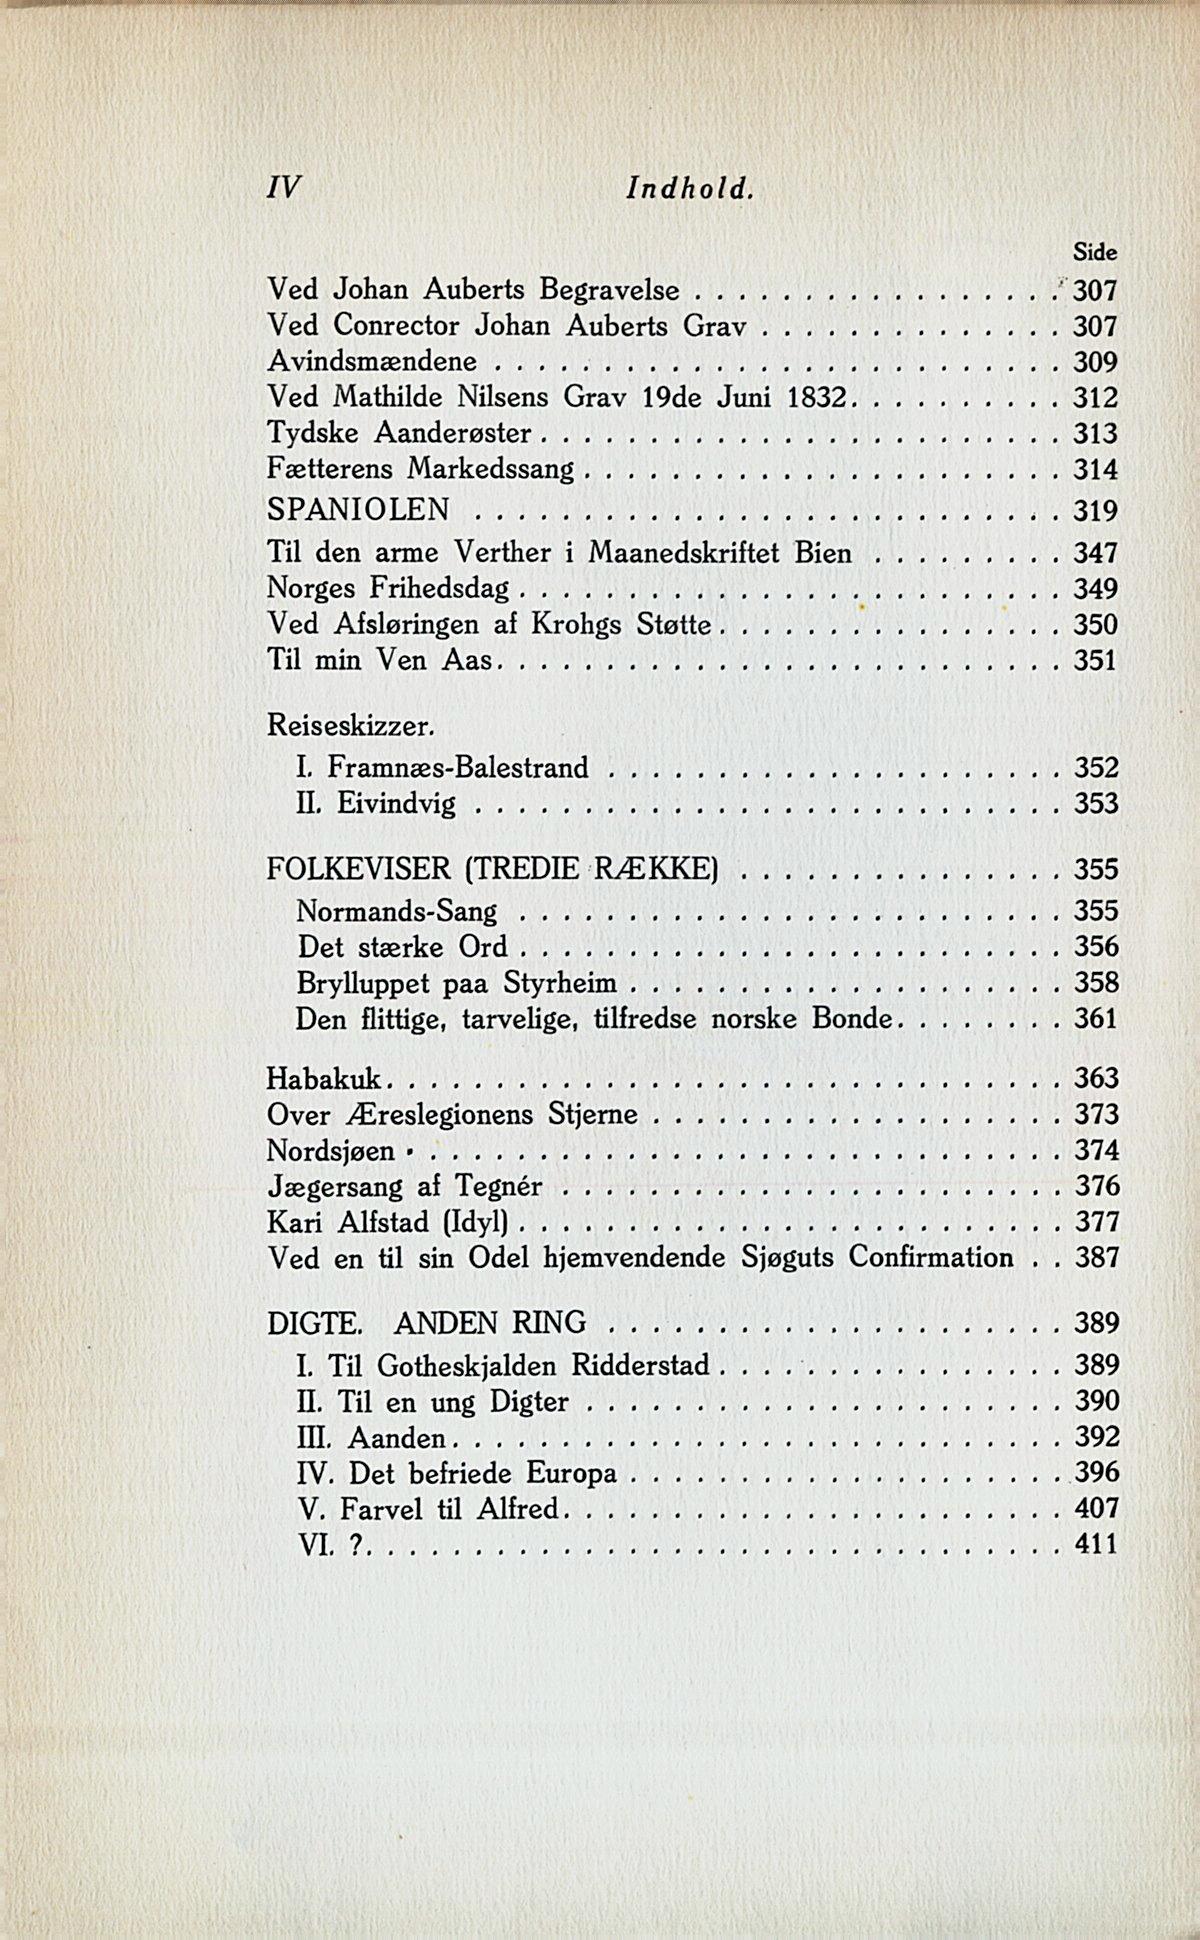 IV Indhold.
Side
Ved Johan Auberts Begravelse . . . . . . . . . . . . . . . . . 307
Ved Conrector Johan Auberts Grav . . . . . . . . . . . . . . 307
Avindsmændene . . . . . . . . . . . . . . . . . . . . . . . . . . 309
Ved Mathilde Nilsens Grav 19de Juni 1832. . . . . . . . . . 312
Tydske Aanderøster . . . . . . . . . . . . . . . . . . . . . . . . 313
Fætterens Markedssang . . . . . . . . . . . . . . . . . . . . . . 314
SPANIOLEN . . . . . . . . . . . . . . . . . . . . . . . . . . . 319
Til den arme Verther i Maanedskriftet Bien . . . . . . . . . 347
Norges Frihedsdag . . . . . . . . . . . . . . . . . . . . . . . . . 349
Ved Afsløringen af Krohgs Støtte . . . . . . . . . . . . . . . . 350
Til min Ven Aas . . . . . . . . . . . . . . . . . . . . . . . . . . 351
Reiseskizzer.
I. Framnæs-Balestrand . . . . . . . . . . . . . . . . . . . . . 352
II. Eivindvig . . . . . . . . . . . . . . . . . . . . . . . . . . . 353
FOLKEVISER (TREDIE RÆKKE) . . . . . . . . . . . . . . . 355
Normands-Sang . . . . . . . . . . . . . . . . . . . . . . . . . 355
Det stærke Ord . . . . . . . . . . . . . . . . . . . . . . . . . 356
Brylluppet paa Styrheim . . . . . . . . . . . . . . . . . . . . 358
Den flittige, tarvelige, tilfredse norske Bonde . . . . . . . . 361
Habakuk . . . . . . . . . . . . . . . . . . . . . . . . . . . . . . . 363
Over Æreslegionens Stjerne . . . . . . . . . . . . . . . . . . . 373
Nordsjøen . . . . . . . . . . . . . . . . . . . . . . . . . . . . . . 374
Jægersang af Tegnér . . . . . . . . . . . . . . . . . . . . . . . 376
Kari Alfstad (Idyl) . . . . . . . . . . . . . . . . . . . . . . . . . 377
Ved en til sin Odel hjemvendende Sjøguts Confirmation . . 387
DIGTE. ANDEN RING . . . . . . . . . . . . . . . . . . . . . 389
I. Til Gotheskjalden Ridderstad . . . . . . . . . . . . . . . . 389
II. Til en ung Digter . . . . . . . . . . . . . . . . . . . . . . 390
III. Aanden . . . . . . . . . . . . . . . . . . . . . . . . . . . . 392
IV. Det befriede Europa . . . . . . . . . . . . . . . . . . . . 396
V. Farvel til Alfred . . . . . . . . . . . . . . . . . . . . . . . 407
VI. ? . . . . . . . . . . . . . . . . . . . . . . . . . . . . . . . . 411